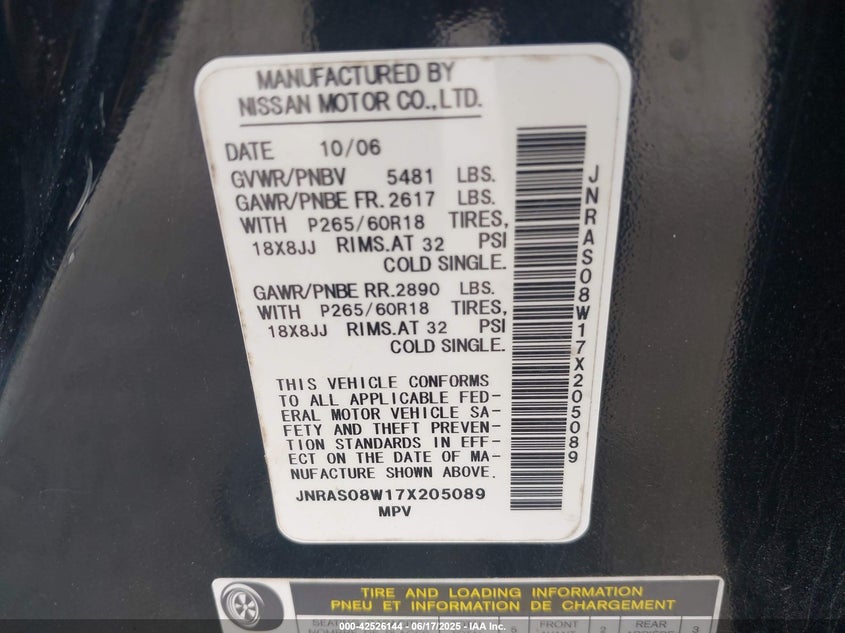 MANUFACTURED BY
NISSAN MOTOR CO.,LTD.
DATE 10/06
GVWR/PNBV 5481 LBS.
GAWR/PNBE FR. 2617 LBS.
WITH P265/60R18 TIRES,
18X8JJ RIMS.AT 32 PSI
COLD SINGLE.
GAWR/PNBE RR. 2890 LBS.
WITH P265/60R18 TIRES,
18X8JJ RIMS.AT 32 PSI
COLD SINGLE.
THIS VEHICLE CONFORMS
TO ALL APPLICABLE FED-
ERAL MOTOR VEHICLE SA-
FETY AND THEFT PREVEN-
TION STANDARDS IN EFF-
ECT ON THE DATE OF MA-
NUFACTURE SHOWN ABOVE.
JNRAS08W17X205089
MPV
JNRAS08W17X205089
TIRE AND LOADING INFORMATION
PNEU ET INFORMATION DE CHARGEMENT
5 FRONT 2 REAR 3
000-42526144 - 06/17/2025 - IAA Inc.